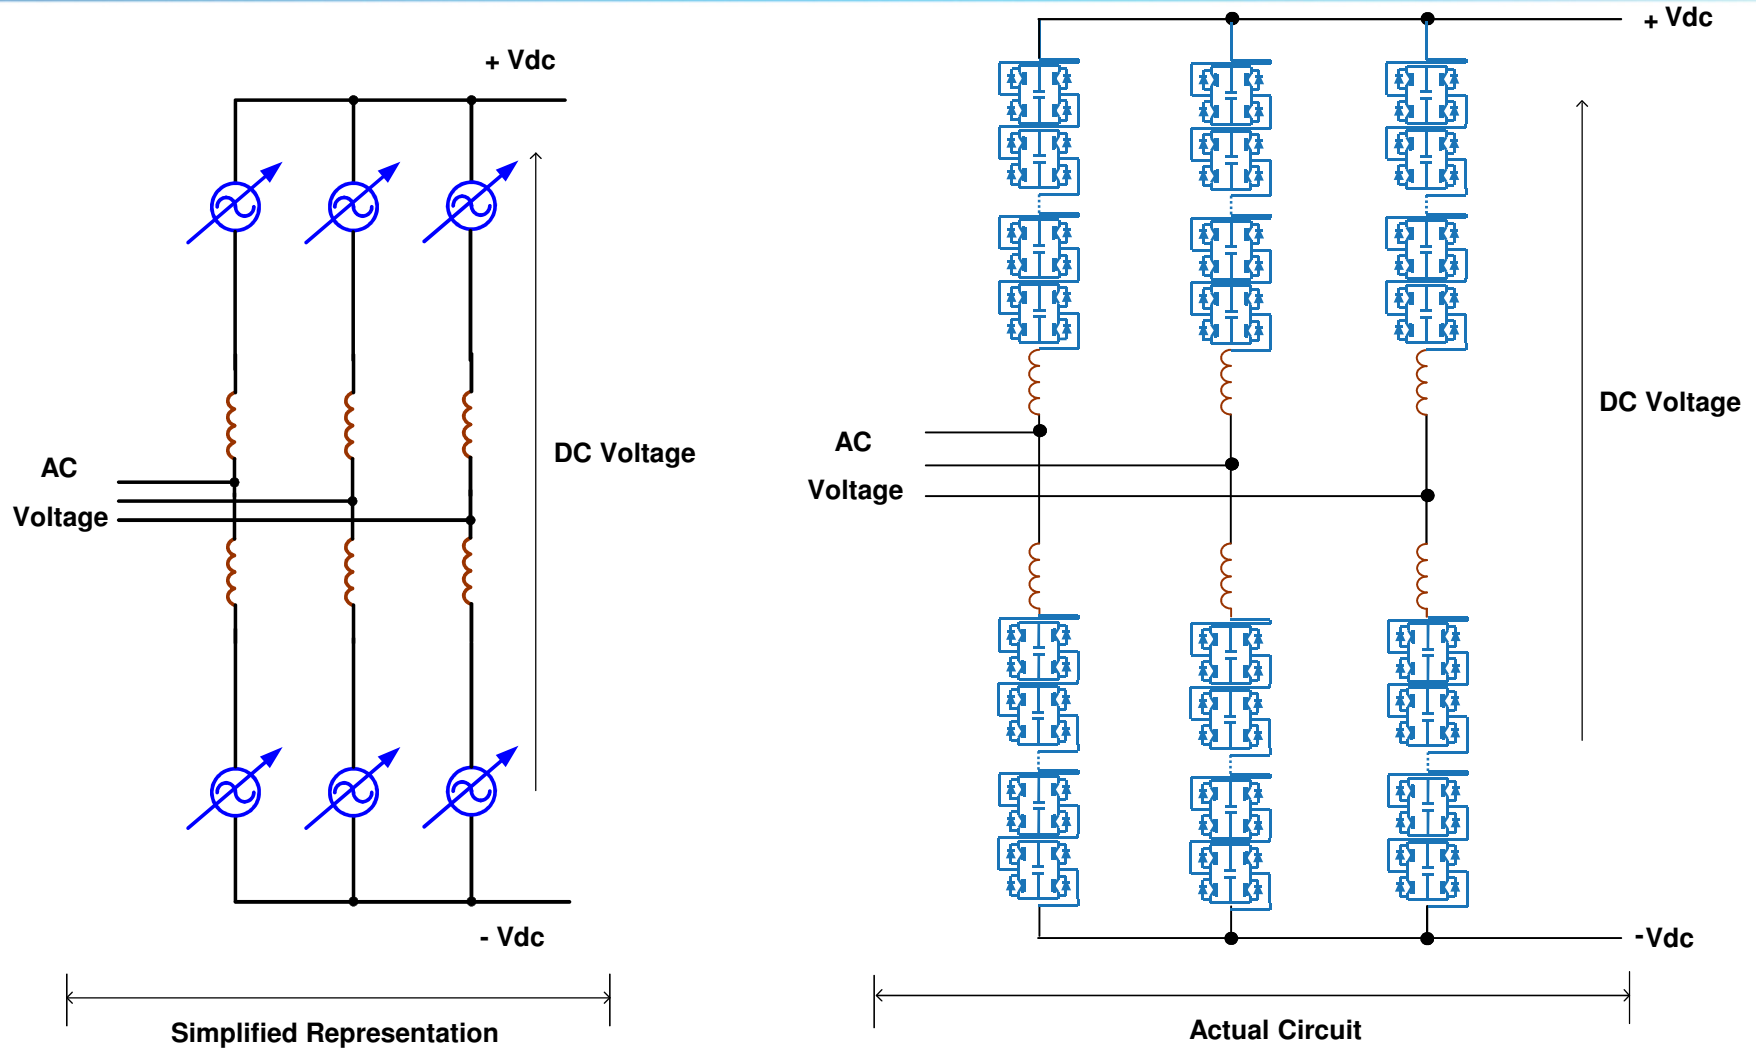 + Vdc
DC Voltage
AC
Voltage
- Vdc
Simplified Representation
+ Vdc
DC Voltage
AC
Voltage
-Vdc
Actual Circuit